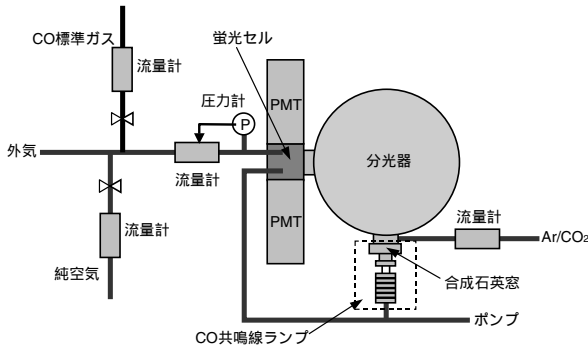 CO標準ガス
流量計
蛍光セル
圧力計
P
PMT
外気
流量計
分光器
流量計
純空気
PMT
流量計
Ar/CO₂
合成石英窓
CO共鳴線ランプ
ポンプ